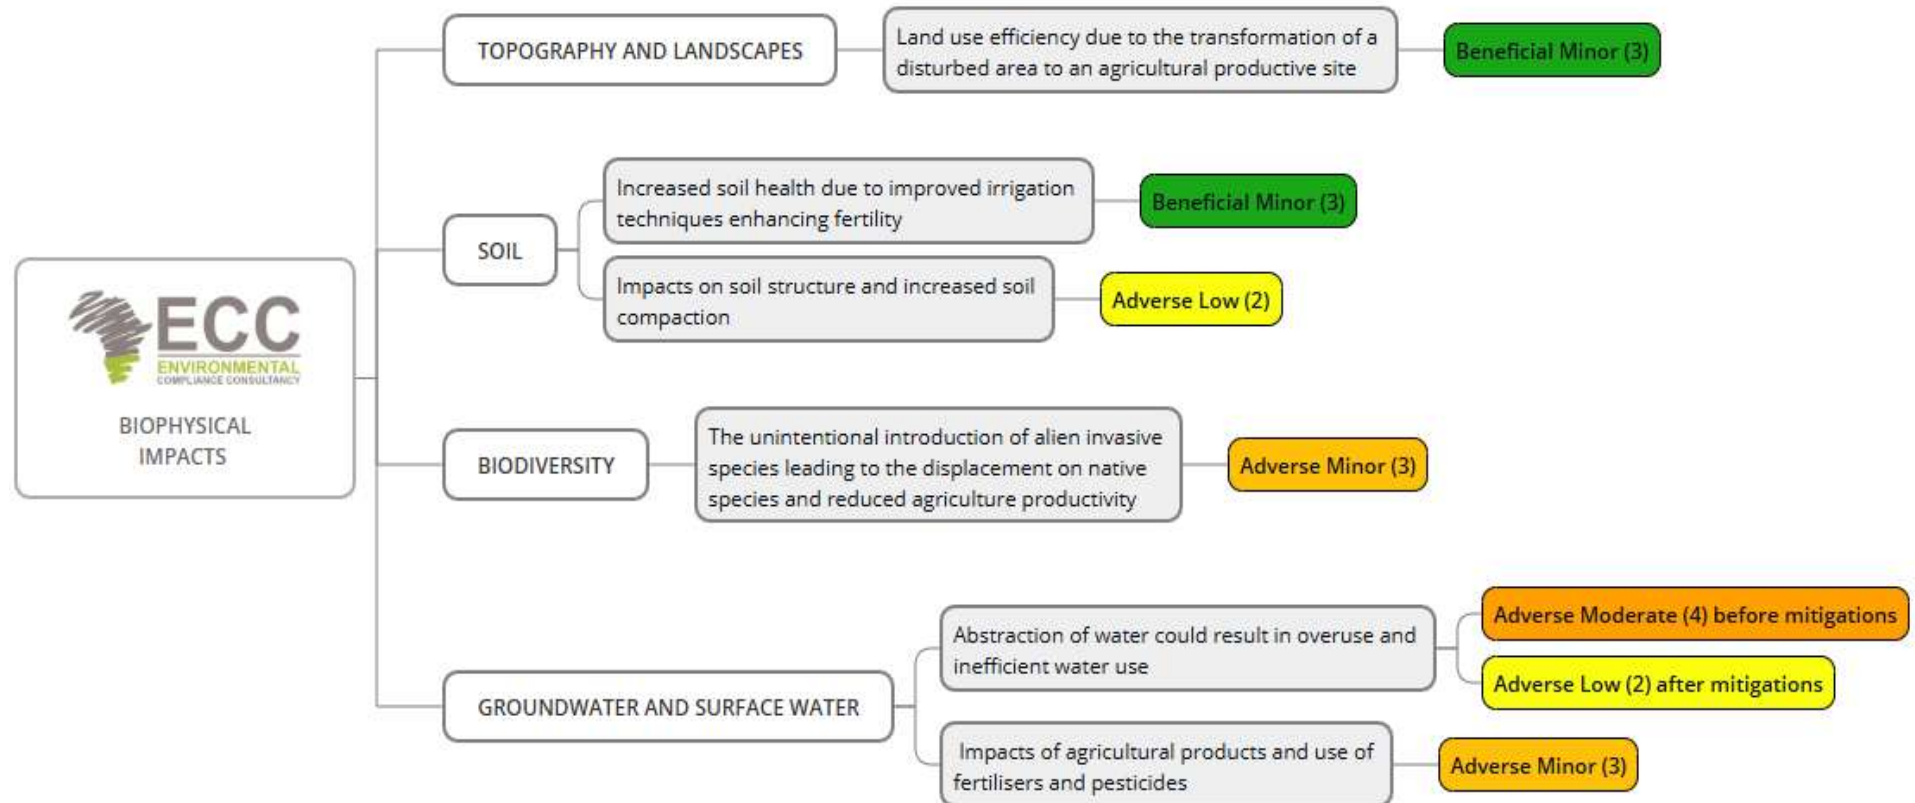 ECC
ENVIRONMENTAL
COMPLIANCE CONSULTANCY
BIOPHYSICAL
IMPACTS
TOPOGRAPHY AND LANDSCAPES
Land use efficiency due to the transformation of a
disturbed area to an agricultural productive site
Beneficial Minor (3)
SOIL
Increased soil health due to improved irrigation
techniques enhancing fertility
Beneficial Minor (3)
Impacts on soil structure and increased soil
compaction
Adverse Low (2)
BIODIVERSITY
The unintentional introduction of alien invasive
species leading to the displacement on native
species and reduced agriculture productivity
Adverse Minor (3)
GROUNDWATER AND SURFACE WATER
Abstraction of water could result in overuse and
inefficient water use
Adverse Moderate (4) before mitigations
Adverse Low (2) after mitigations
Impacts of agricultural products and use of
fertilisers and pesticides
Adverse Minor (3)